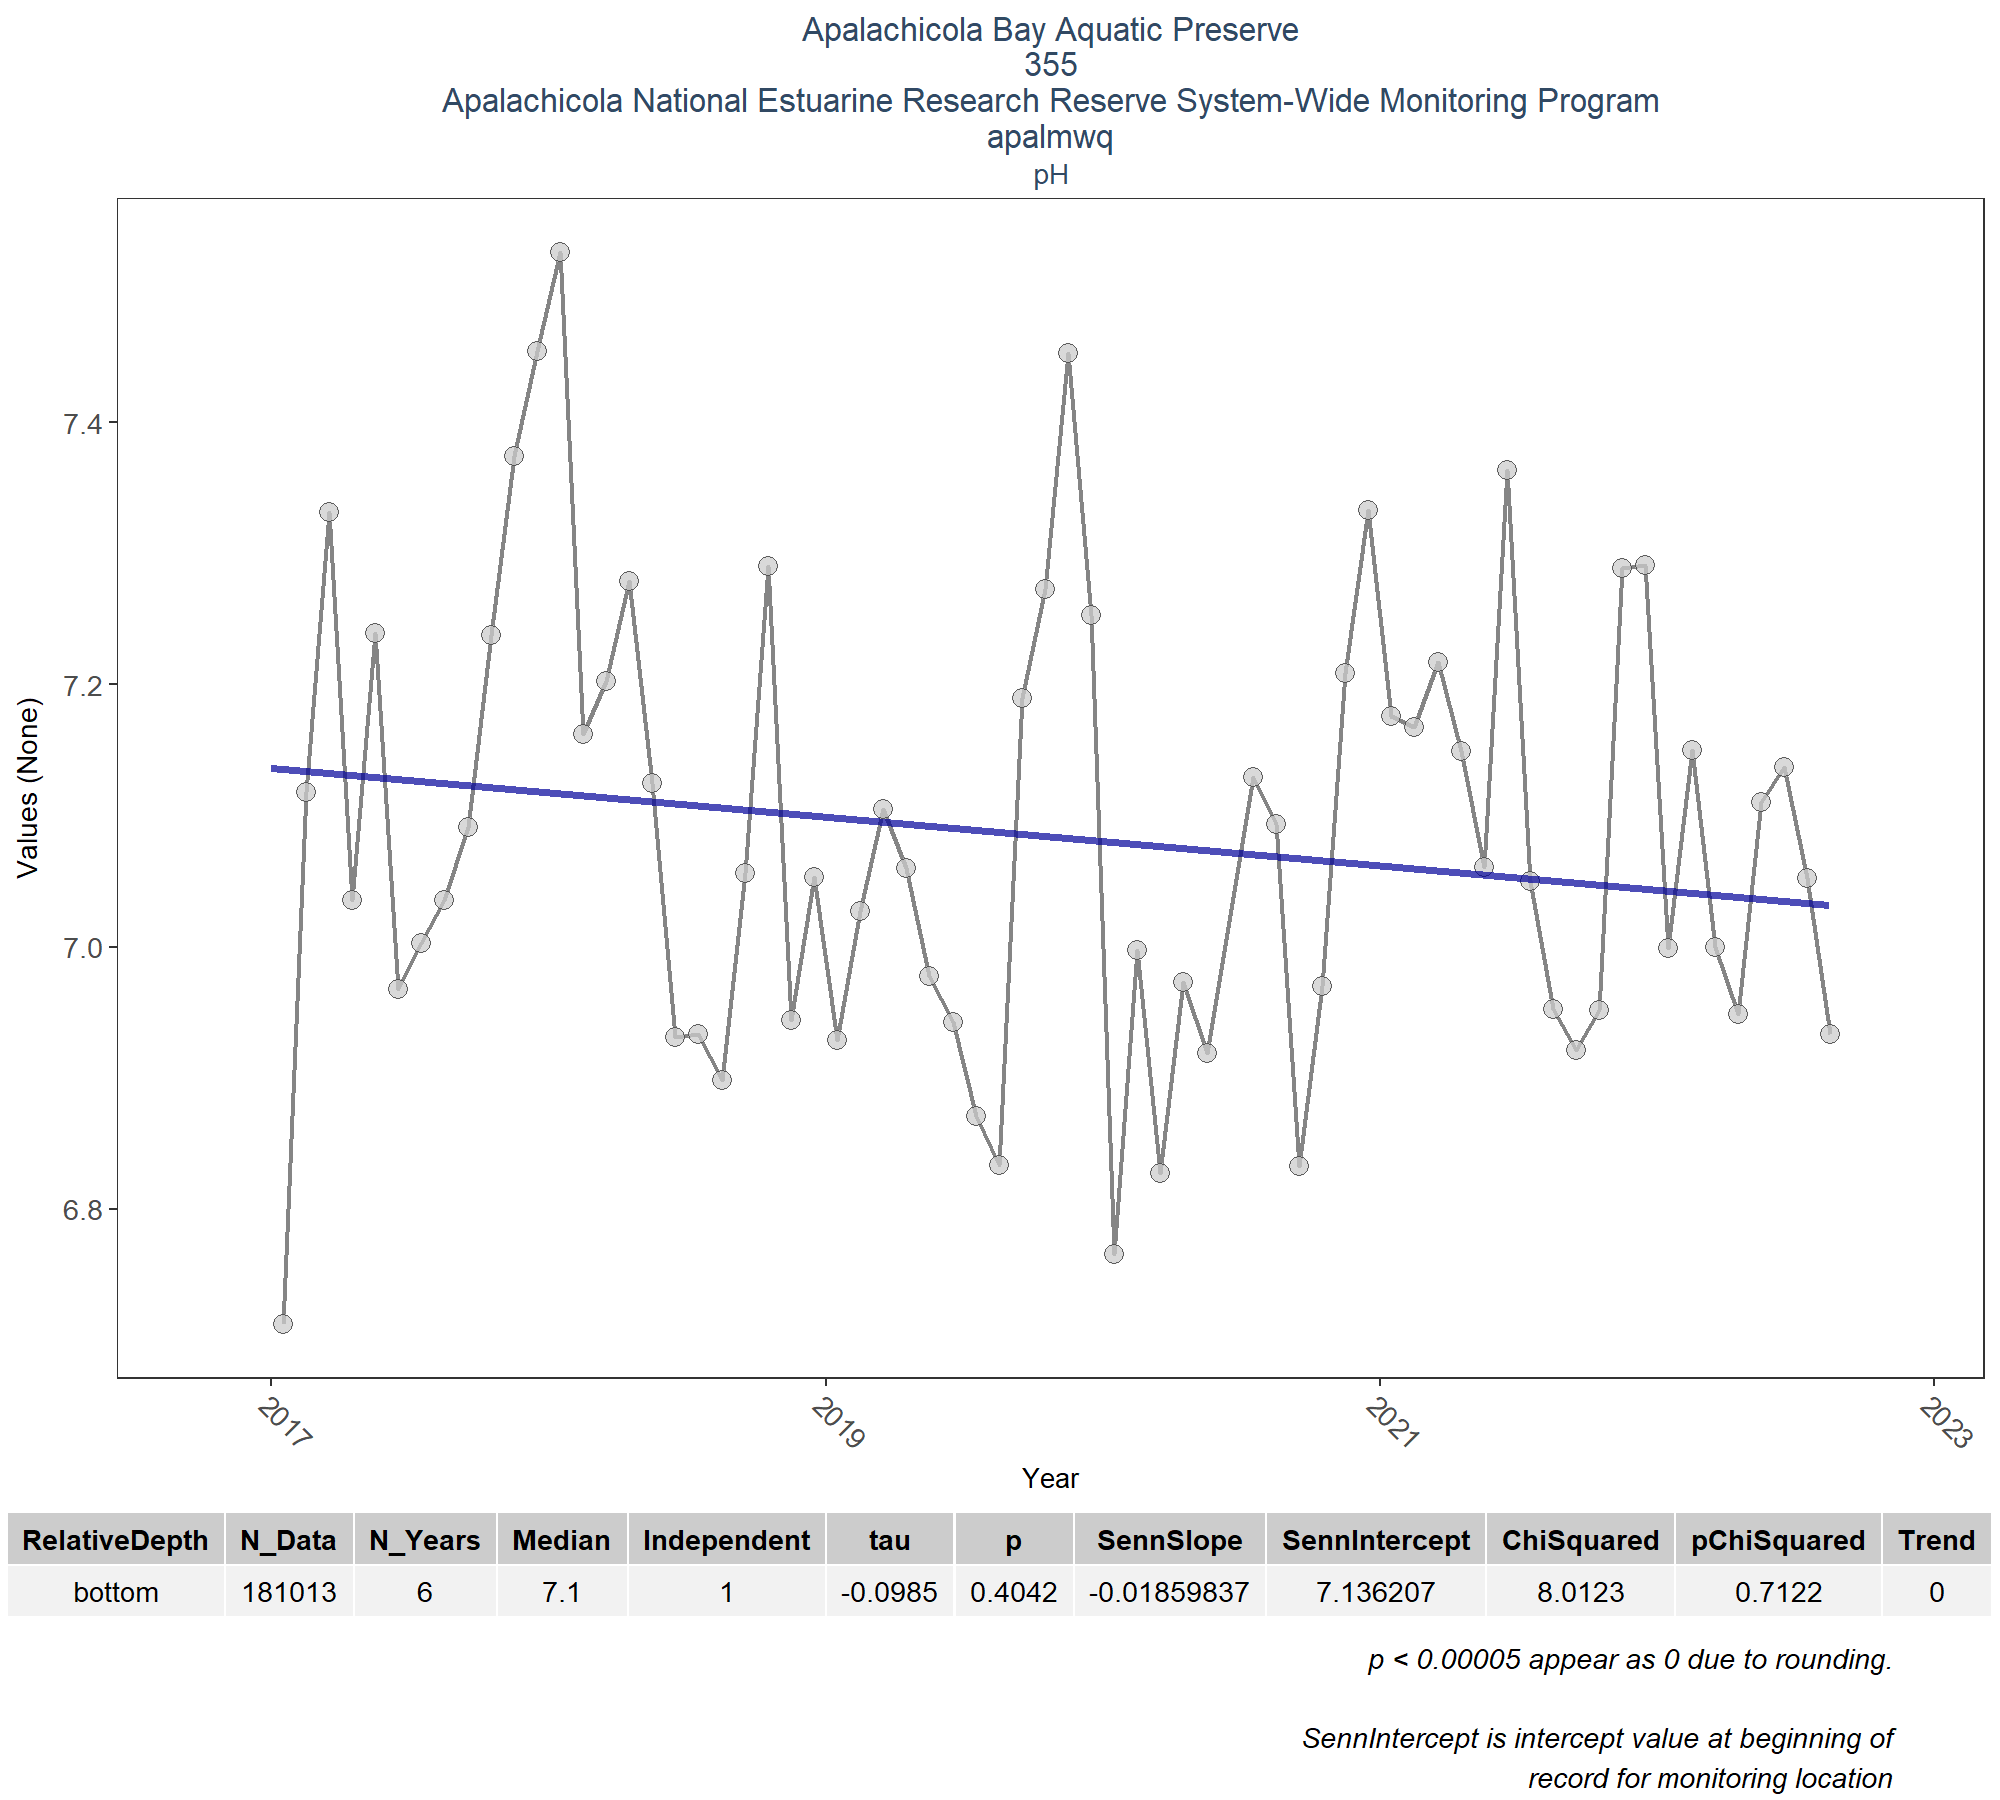 Apalachicola Bay Aquatic Preserve
355
Apalachicola National Estuarine Research Reserve System-Wide Monitoring Program
apalmwq
pH
Values (None)
7.4
7.2
7.0
6.8
2017 2019 2021 2023
Year
RelativeDepth N_Data N_Years Median Independent tau p SennSlope SennIntercept ChiSquared pChiSquared Trend
bottom 181013 6 7.1 1 -0.0985 0.4042 -0.01859837 7.136207 8.0123 0.7122 0
p < 0.00005 appear as 0 due to rounding.
SennIntercept is intercept value at beginning of
record for monitoring location